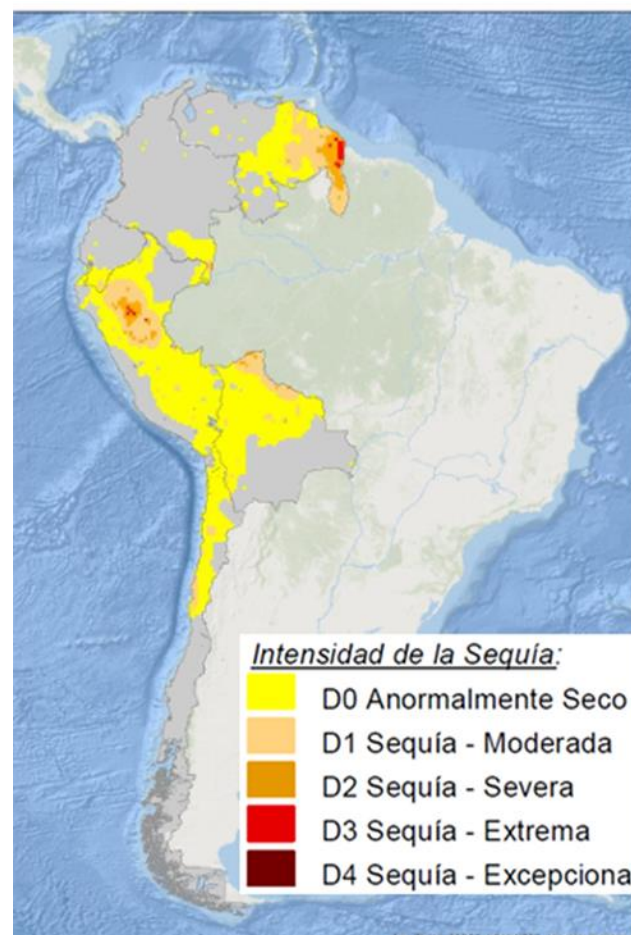 Intensidad de la Sequía:
D0 Anormalmente Seco
D1 Sequía - Moderada
D2 Sequía - Severa
D3 Sequía - Extrema
D4 Sequía - Excepciona